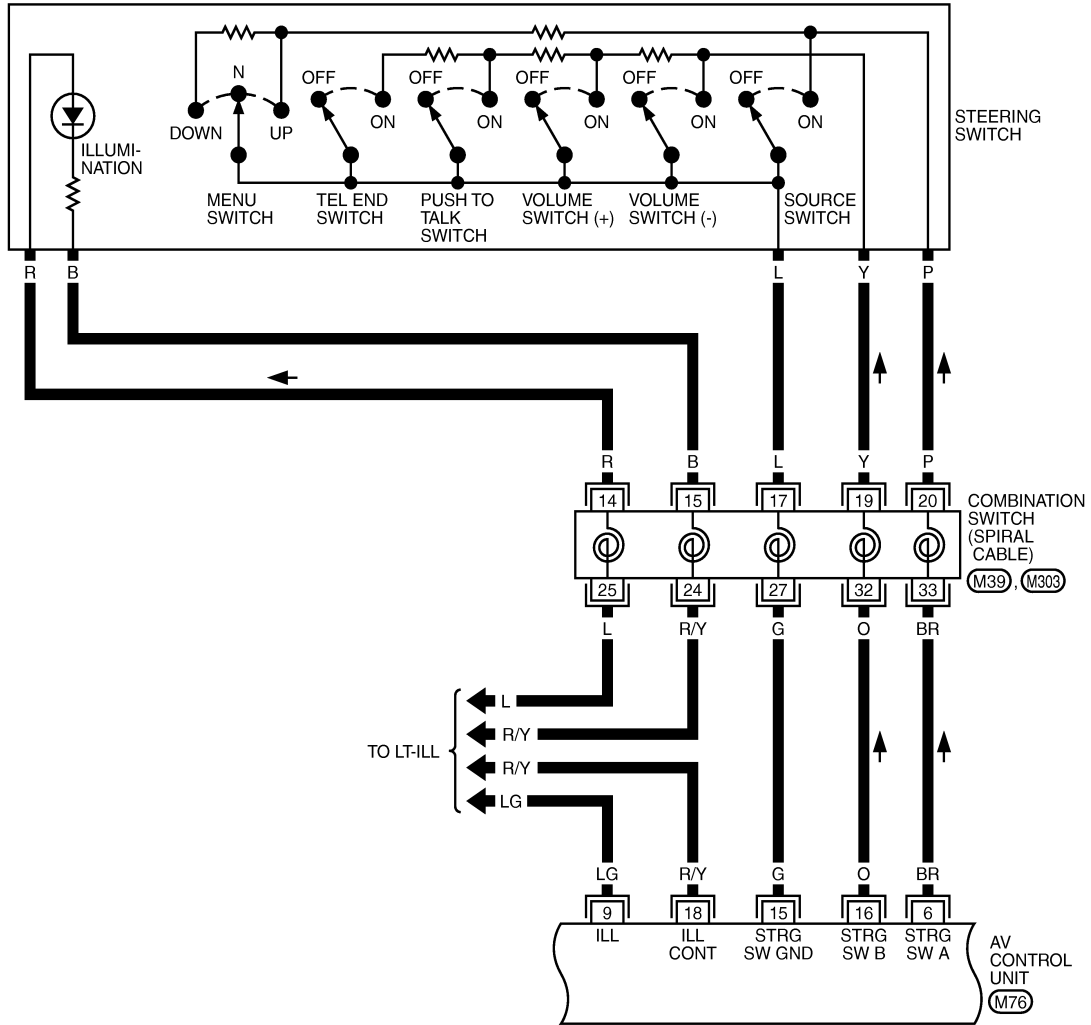 N
OFF
OFF
OFF
OFF
OFF
DOWN
UP
ON
ON
ON
ON
ON
STEERING
SWITCH
ILLUMI-
NATION
MENU
SWITCH
TEL END
SWITCH
PUSH TO
TALK
SWITCH
VOLUME
SWITCH (+)
VOLUME
SWITCH (-)
SOURCE
SWITCH
R
B
L
Y
P
R
B
L
Y
P
14
15
17
19
20
COMBINATION
SWITCH
(SPIRAL
CABLE)
M39 , M303
25
24
27
32
33
L
R/Y
G
O
BR
L
R/Y
TO LT-ILL
R/Y
LG
LG
R/Y
G
O
BR
9
18
15
16
6
ILL
ILL
CONT
STRG
SW GND
STRG
SW B
STRG
SW A
AV
CONTROL
UNIT
M76